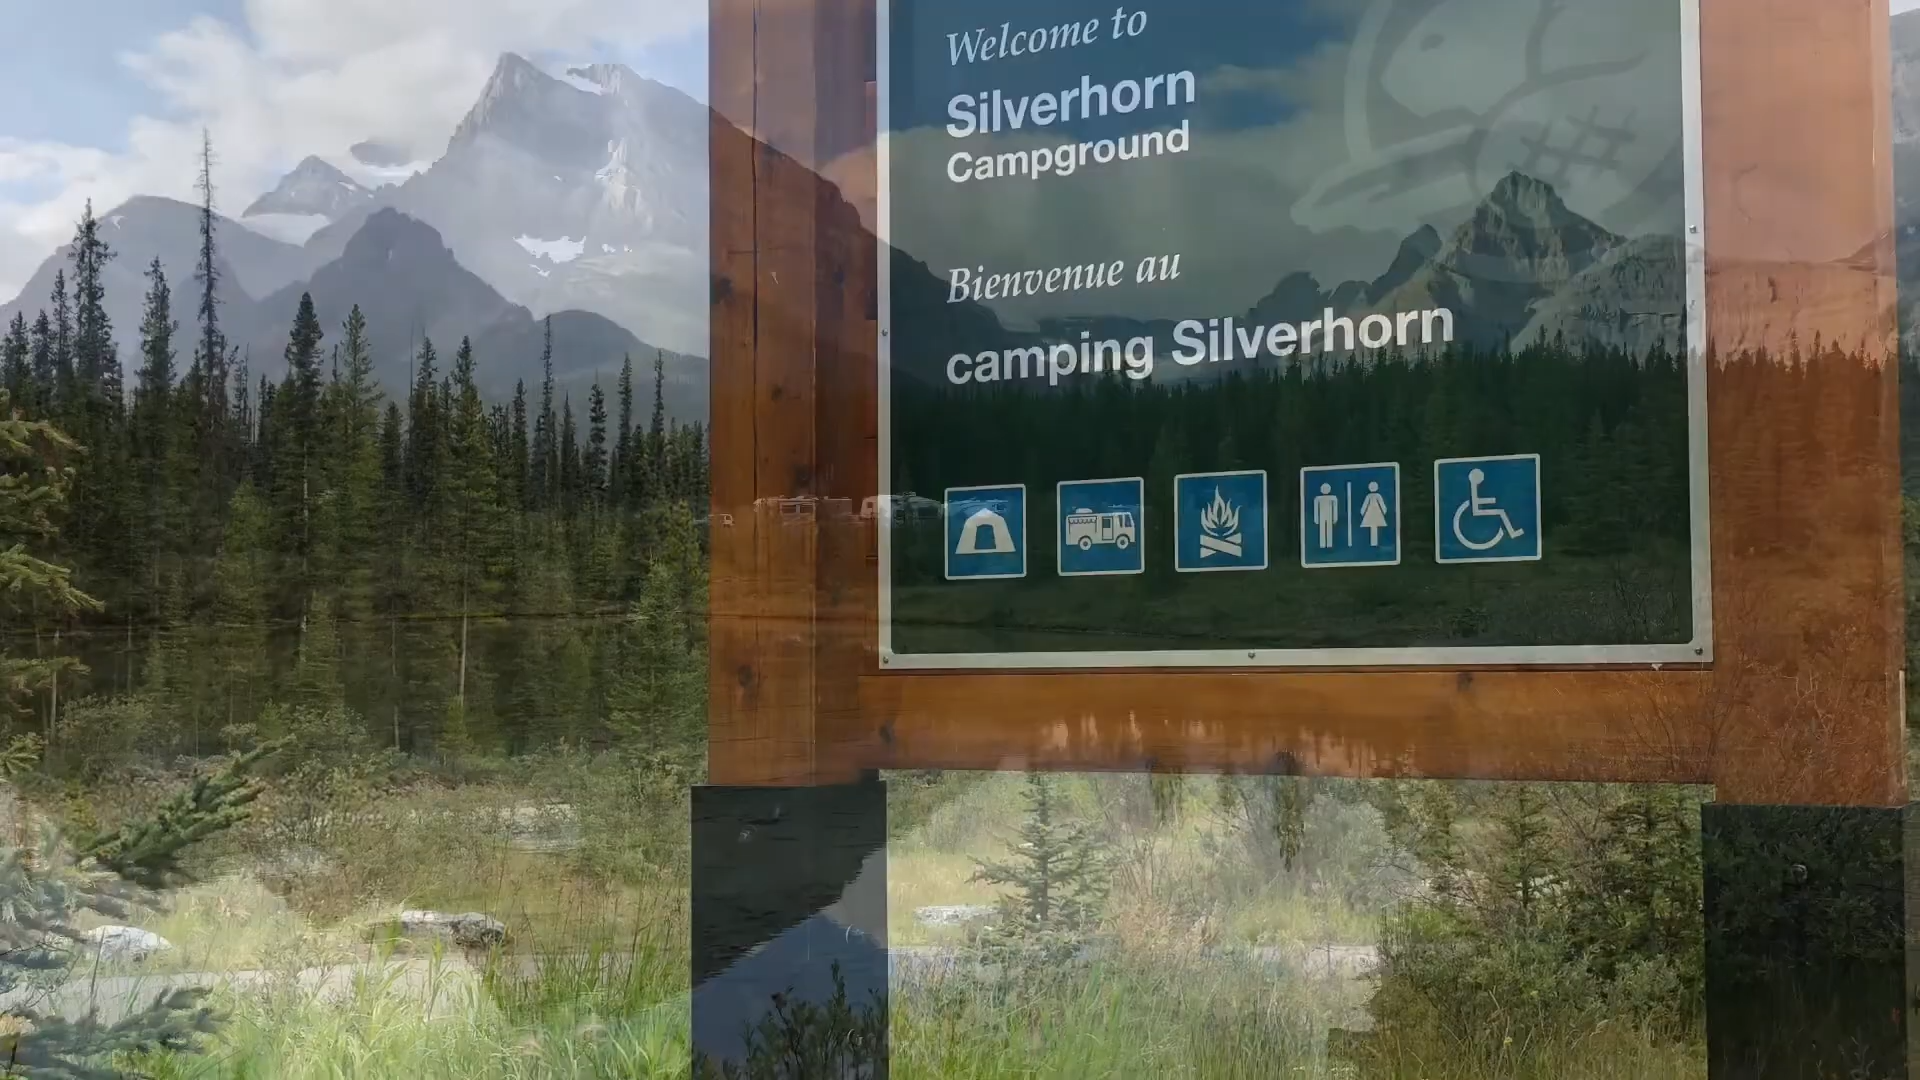 Welcome to
Silverhorn
Campground
Bienvenue au
camping Silverhorn